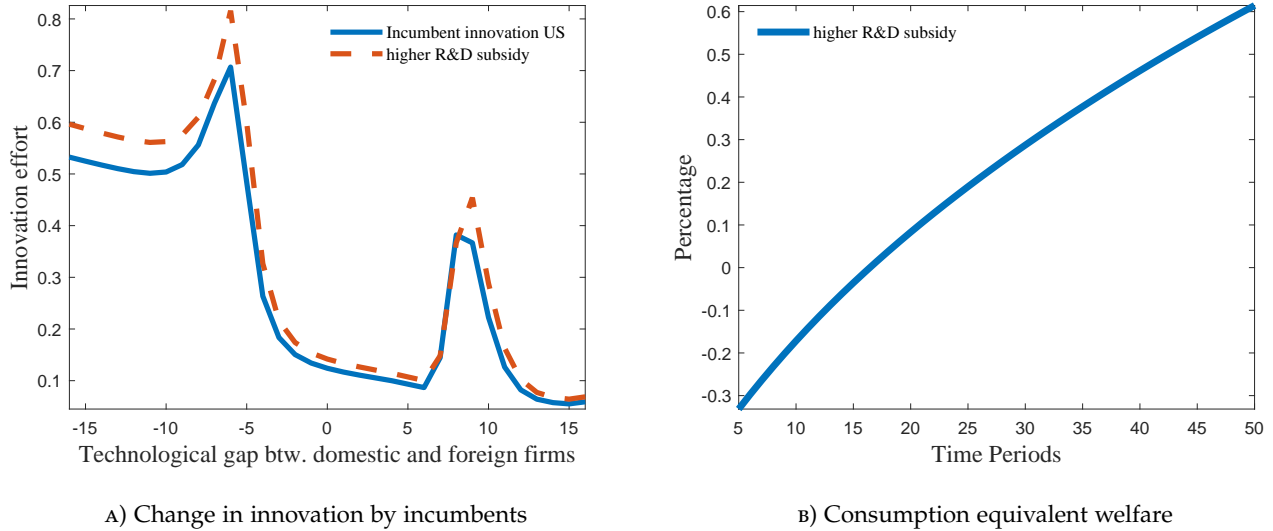 Incumbent innovation US
higher R&D subsidy
Innovation effort
0.8
0.7
0.6
0.5
0.4
0.3
0.2
0.1
-15 -10 -5 0 5 10 15
Technological gap btw. domestic and foreign firms
A) Change in innovation by incumbents
higher R&D subsidy
Percentage
0.6
0.5
0.4
0.3
0.2
0.1
0
-0.1
-0.2
-0.3
5 10 15 20 25 30 35 40 45 50
Time Periods
B) Consumption equivalent welfare